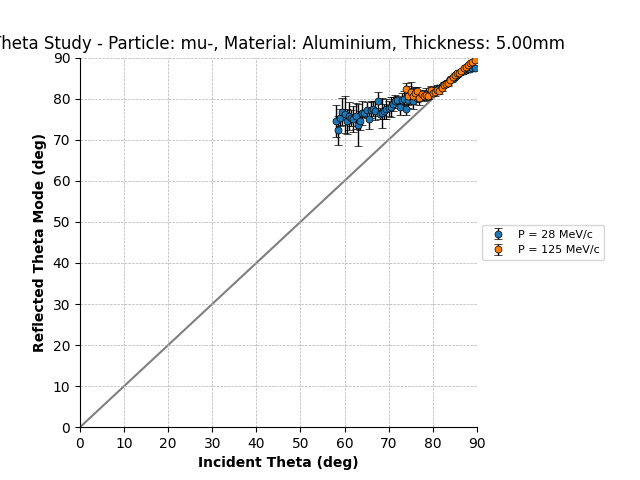 heta Study - Particle: mu-, Material: Aluminium, Thickness: 5.00mm
Reflected Theta Mode (deg)
90
80
70
60
50
40
30
20
10
0
0 10 20 30 40 50 60 70 80 90
Incident Theta (deg)
P = 28 MeV/c
P = 125 MeV/c